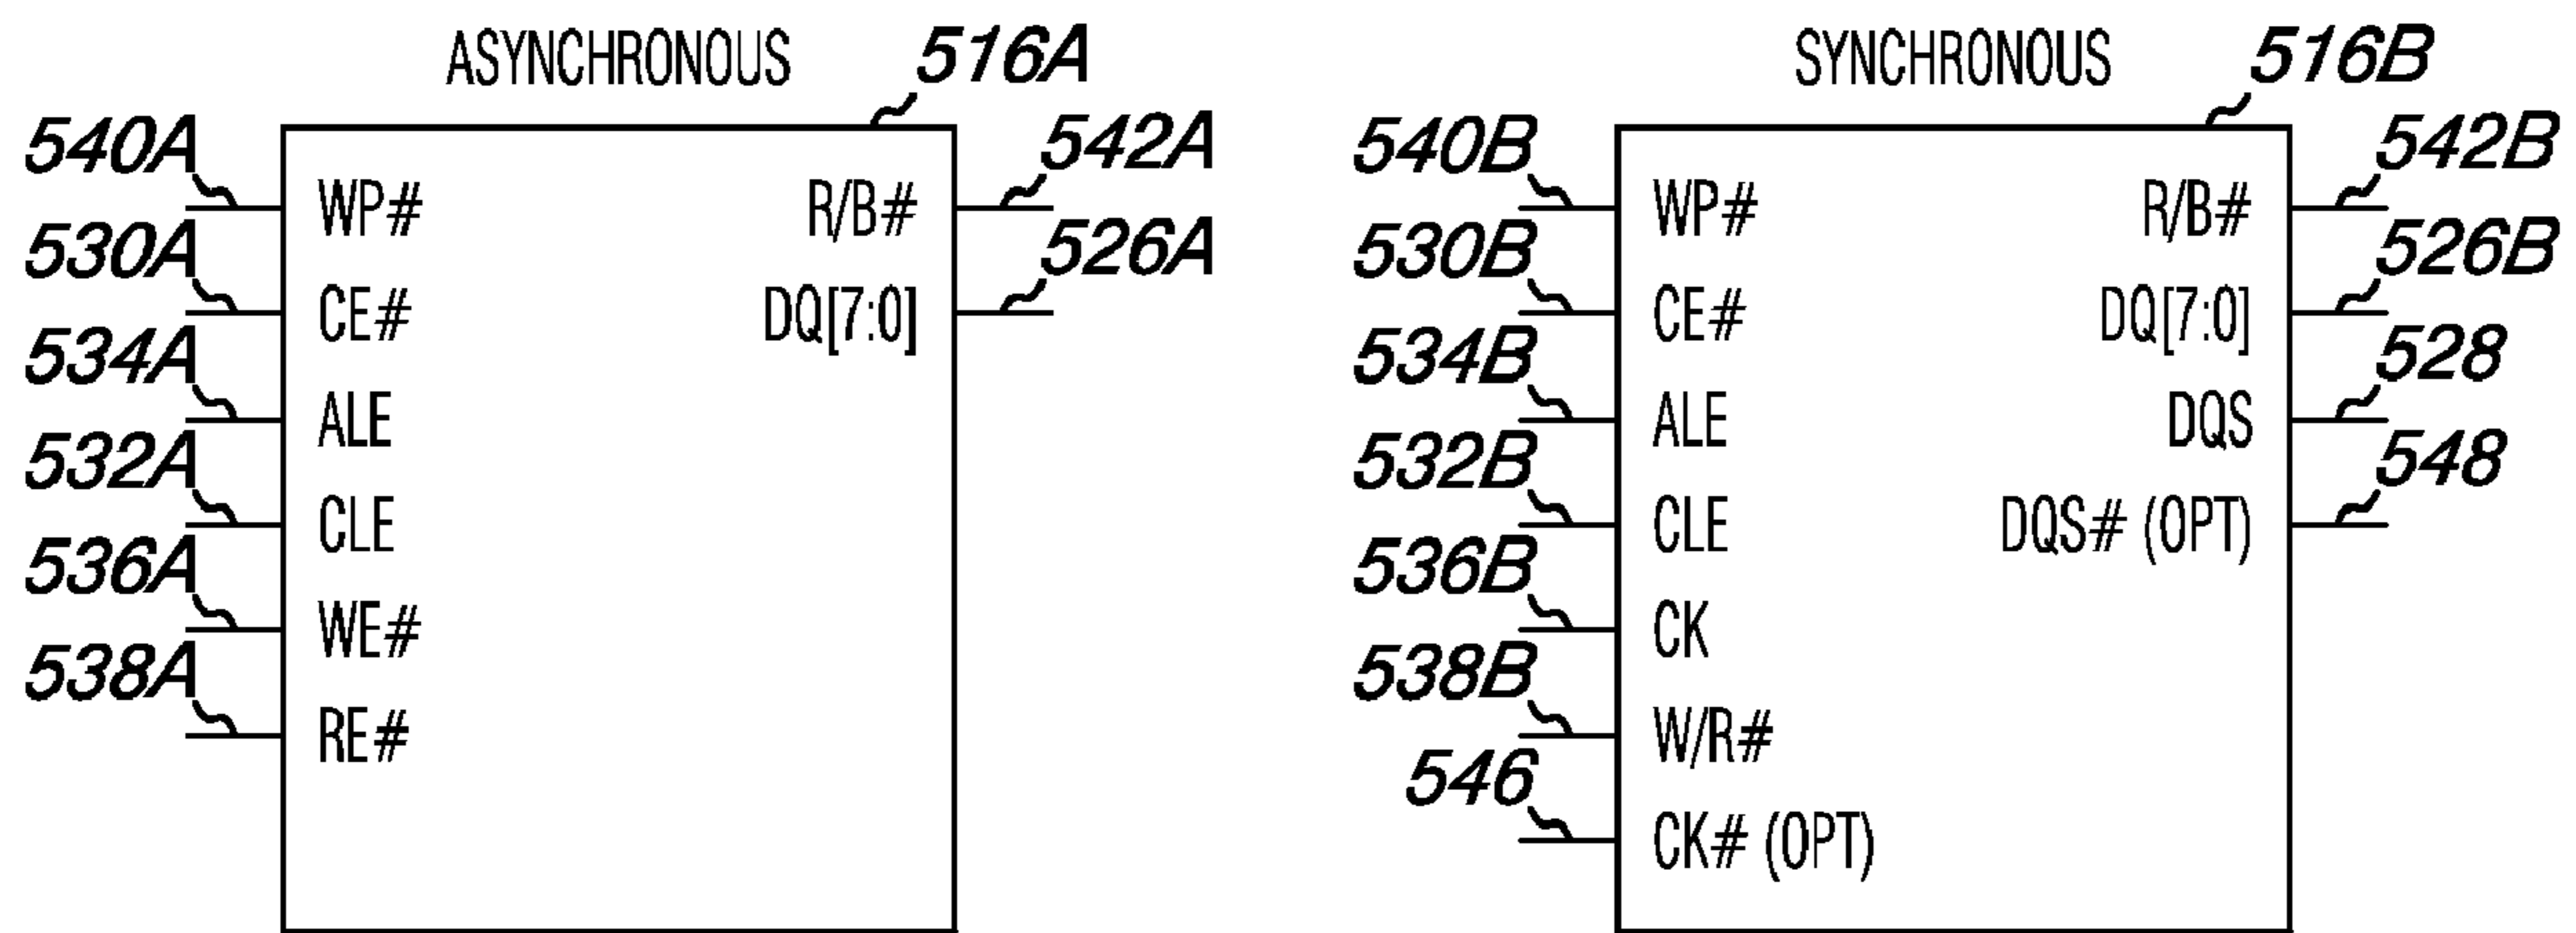 ASYNCHRONOUS
516A
540A
WP#
R/B#
542A
530A
CE#
DQ[7:0]
526A
534A
ALE
532A
CLE
536A
WE#
538A
RE#
SYNCHRONOUS
516B
540B
WP#
R/B#
542B
530B
CE#
DQ[7:0]
526B
534B
ALE
DQS
528
532B
CLE
DQS# (OPT)
548
536B
CK
538B
W/R#
546
CK# (OPT)